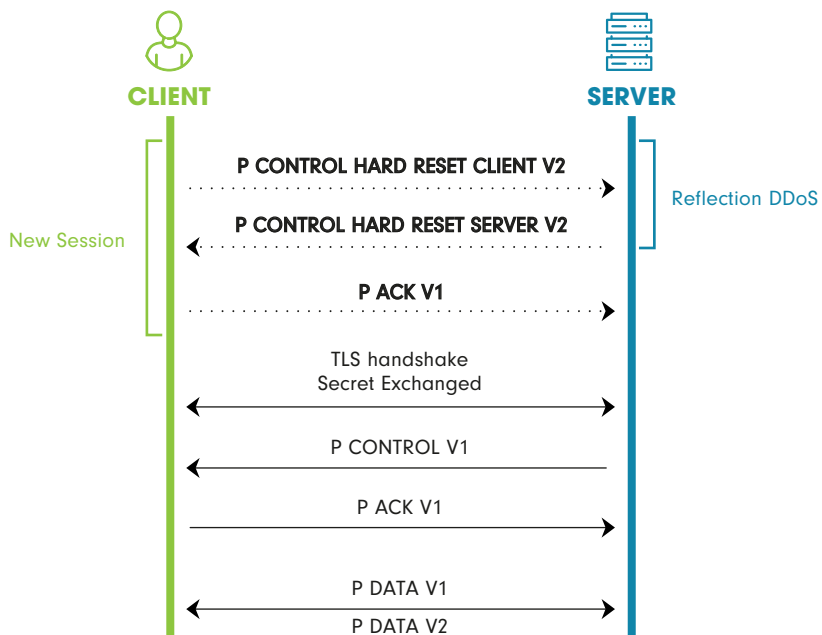 CLIENT
SERVER
P CONTROL HARD RESET CLIENT V2
Reflection DDoS
P CONTROL HARD RESET SERVER V2
New Session
P ACK V1
TLS handshake
Secret Exchanged
P CONTROL V1
P ACK V1
P DATA V1
P DATA V2